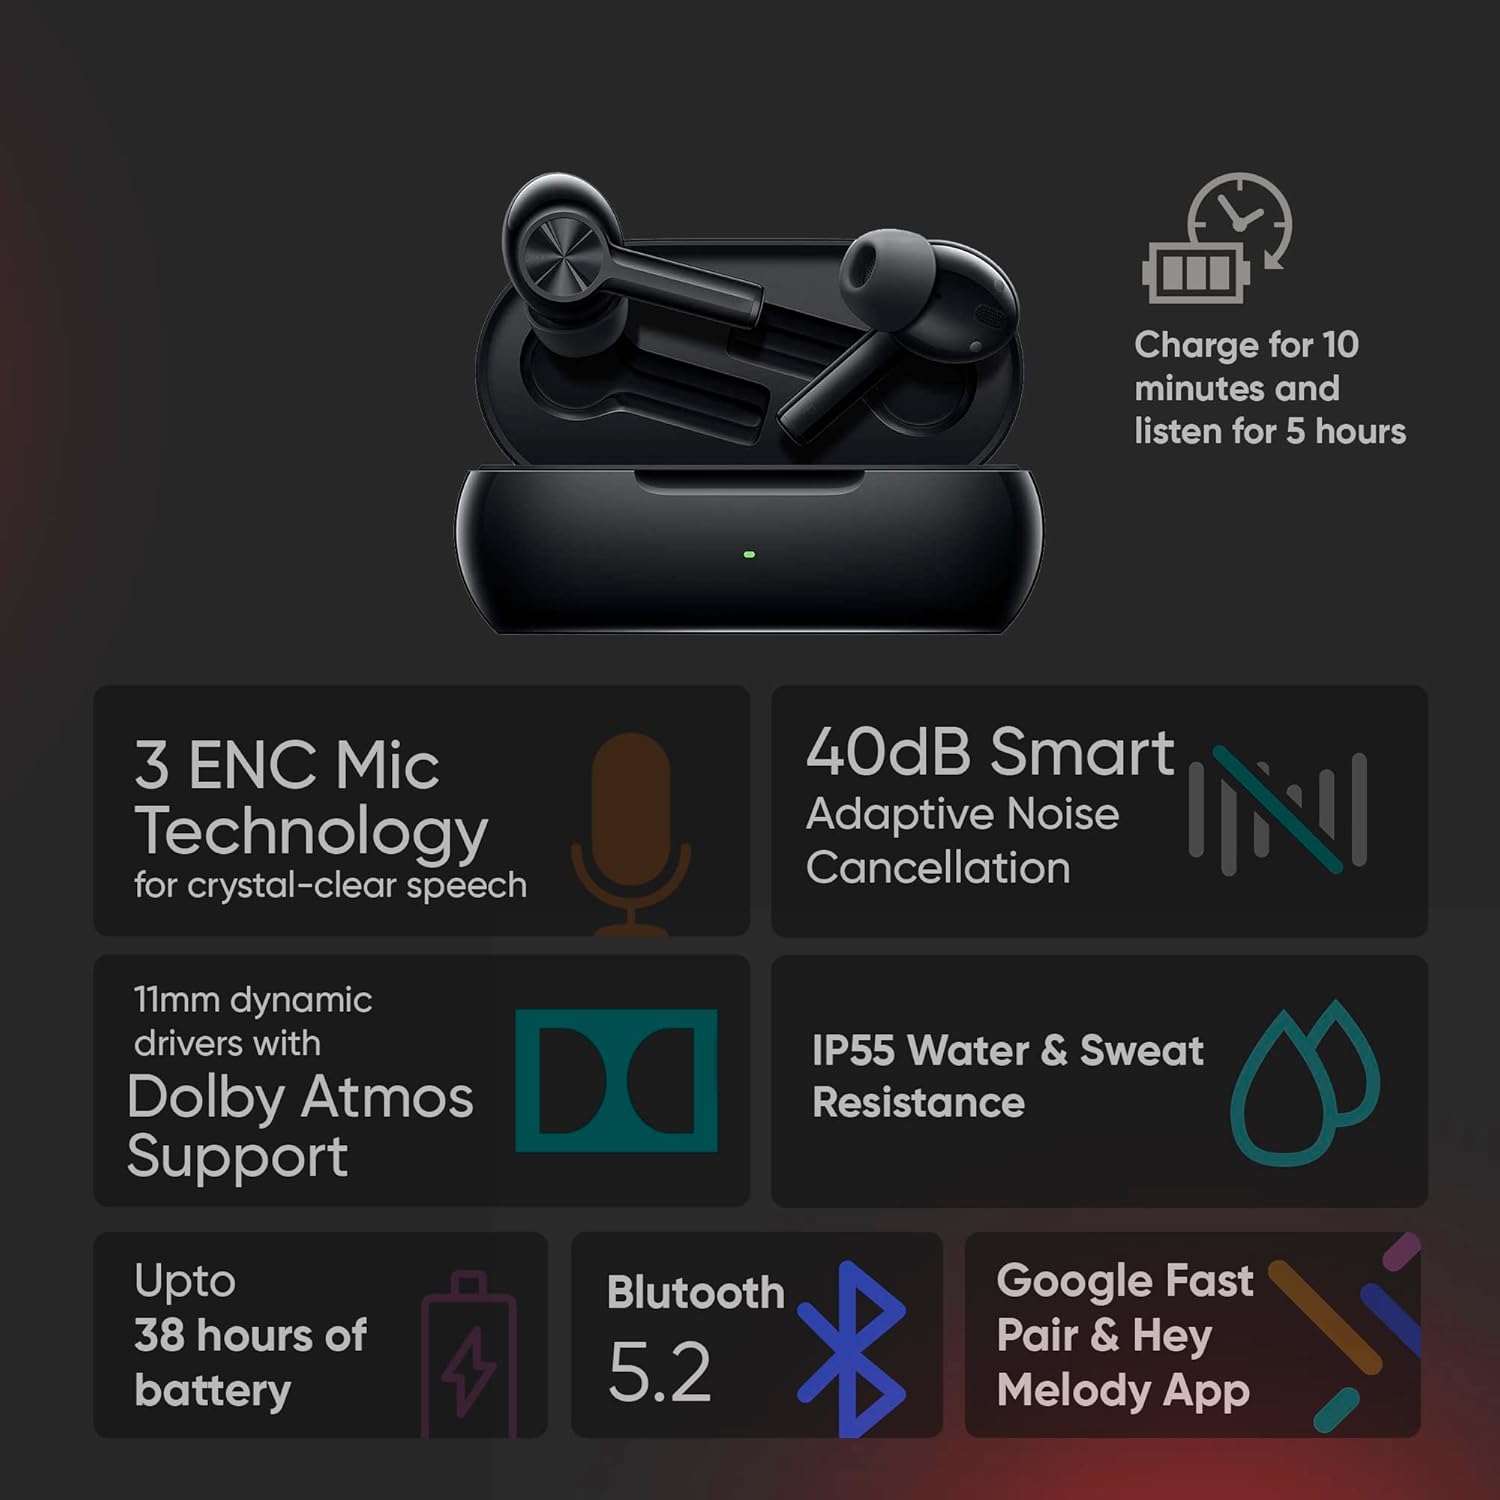 Charge for 10
minutes and
listen for 5 hours
3 ENC Mic
Technology
for crystal-clear speech
40dB Smart
Adaptive Noise
Cancellation
11mm dynamic
drivers with
Dolby Atmos
Support
IP55 Water & Sweat
Resistance
Upto
38 hours of
battery
Blutooth
5.2
Google Fast
Pair & Hey
Melody App